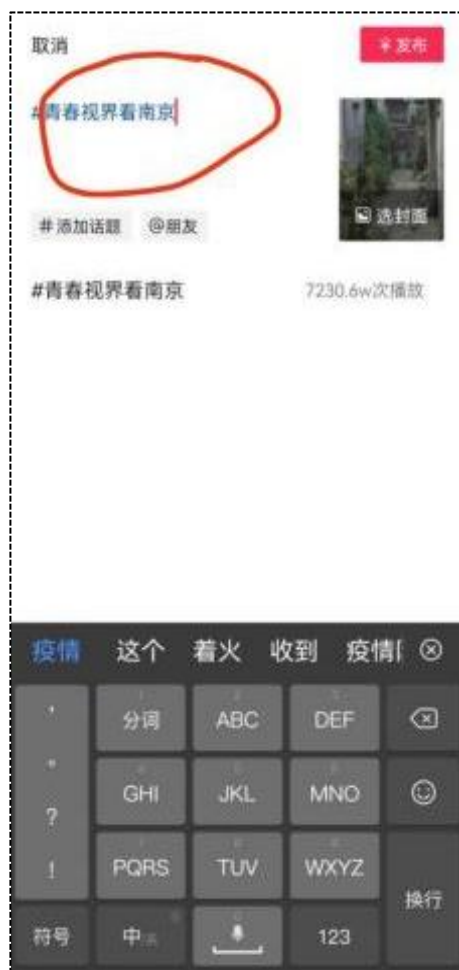 取消
发布
#青春视界看南京
选封面
#添加话题 @朋友
#青春视界看南京 7230.6w次播放
疫情 这个 着火 收到 疫情
分词 ABC DEF
GHI JKL MNO
?
! PQRS TUV WXYZ
换行
符号 中 123